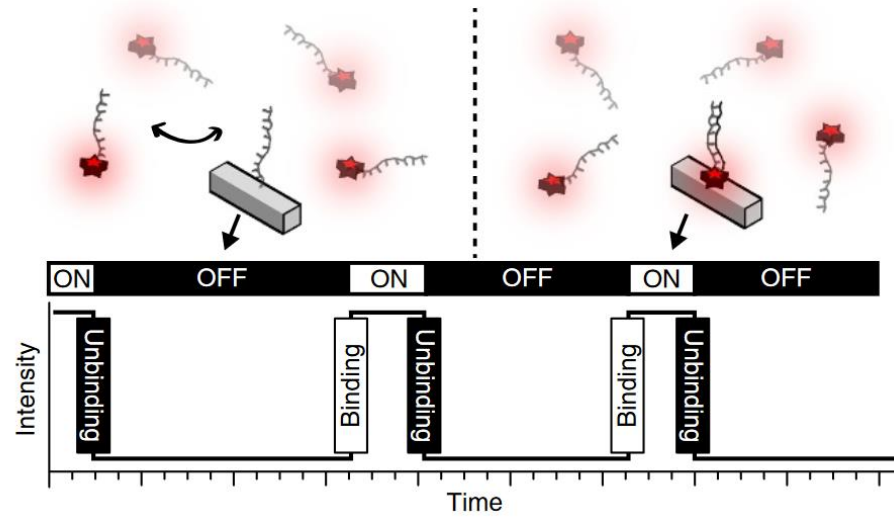 ON OFF ON OFF ON OFF
Intensity
Unbinding
Binding
Unbinding
Binding
Unbinding
Time